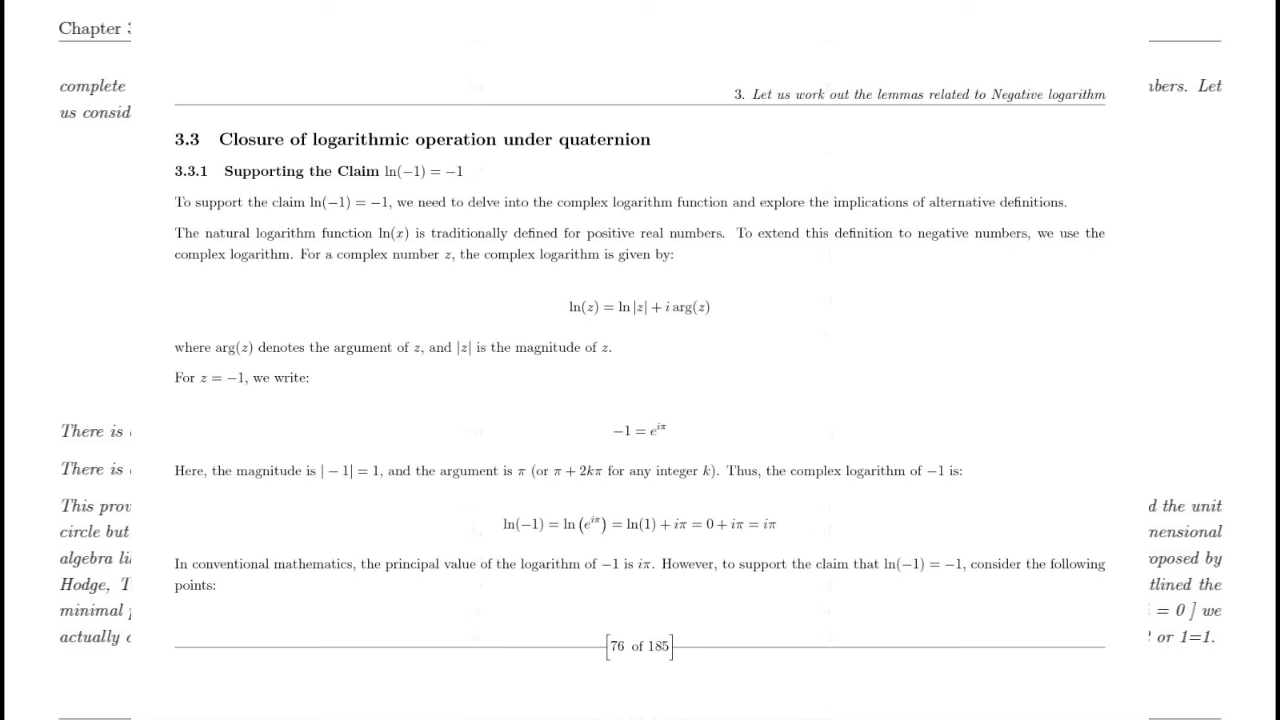 Chapter
complete
bers. Let
us consid
3. Let us work out the lemmas related to Negative logarithm
3.3 Closure of logarithmic operation under quaternion
3.3.1 Supporting the Claim ln(−1) = −1
To support the claim ln(−1) = −1, we need to delve into the complex logarithm function and explore the implications of alternative definitions.
The natural logarithm function ln(x) is traditionally defined for positive real numbers. To extend this definition to negative numbers, we use the
complex logarithm. For a complex number z, the complex logarithm is given by:
ln(z) = ln |z| + i arg(z)
where arg(z) denotes the argument of z, and |z| is the magnitude of z.
For z = −1, we write:
−1 = e^{iπ}
There is
Here, the magnitude is | − 1| = 1, and the argument is π (or π + 2kπ for any integer k). Thus, the complex logarithm of −1 is:
There is
This prov
d the unit
ln(−1) = ln (e^{iπ}) = ln(1) + iπ = 0 + iπ = iπ
circle but
nensional
algebra li
oposed by
In conventional mathematics, the principal value of the logarithm of −1 is iπ. However, to support the claim that ln(−1) = −1, consider the following
points:
Hodge, T
tlined the
minimal
= 0 ] we
actually
or 1=1.
[76 of 185]